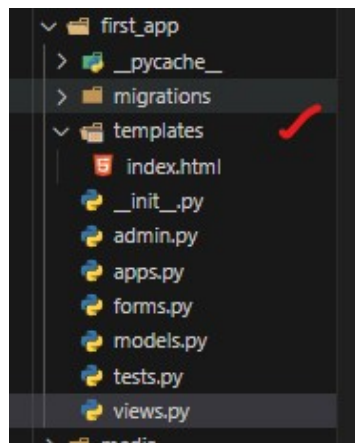 first_app
__pycache__
migrations
templates
index.html
__init__.py
admin.py
apps.py
forms.py
models.py
tests.py
views.py